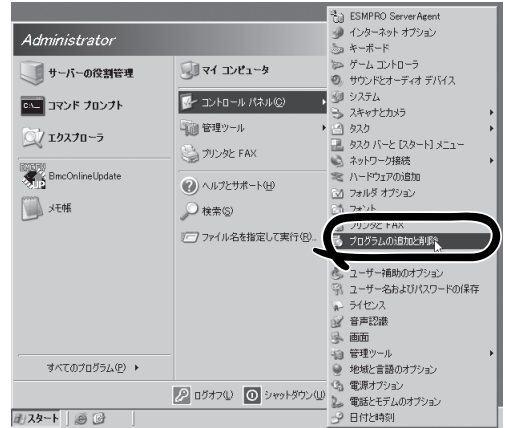 Administrator
サーバーの役割管理
コマンド プロンプト
エクスプローラ
BmcOnlineUpdate
メモ帳
すべてのプログラム(P)
マイ コンピュータ
コントロール パネル(C)
管理ツール
プリンタと FAX
ヘルプとサポート(H)
検索(S)
ファイル名を指定して実行(R)...
ログオフ(L)
シャットダウン(U)
スタート
ESMPRO ServerAgent
インターネット オプション
キーボード
ゲーム コントローラ
サウンドとオーディオ デバイス
システム
スキャナとカメラ
タスク
タスク バーと [スタート] メニュー
ネットワーク接続
ハードウェアの追加
フォルダ オプション
フォント
プリンタと FAX
プログラムの追加と削除
ユーザー補助のオプション
ユーザー名およびパスワードの保存
ライセンス
音声認識
画面
管理ツール
地域と言語のオプション
電源オプション
電話とモデムのオプション
日付と時刻